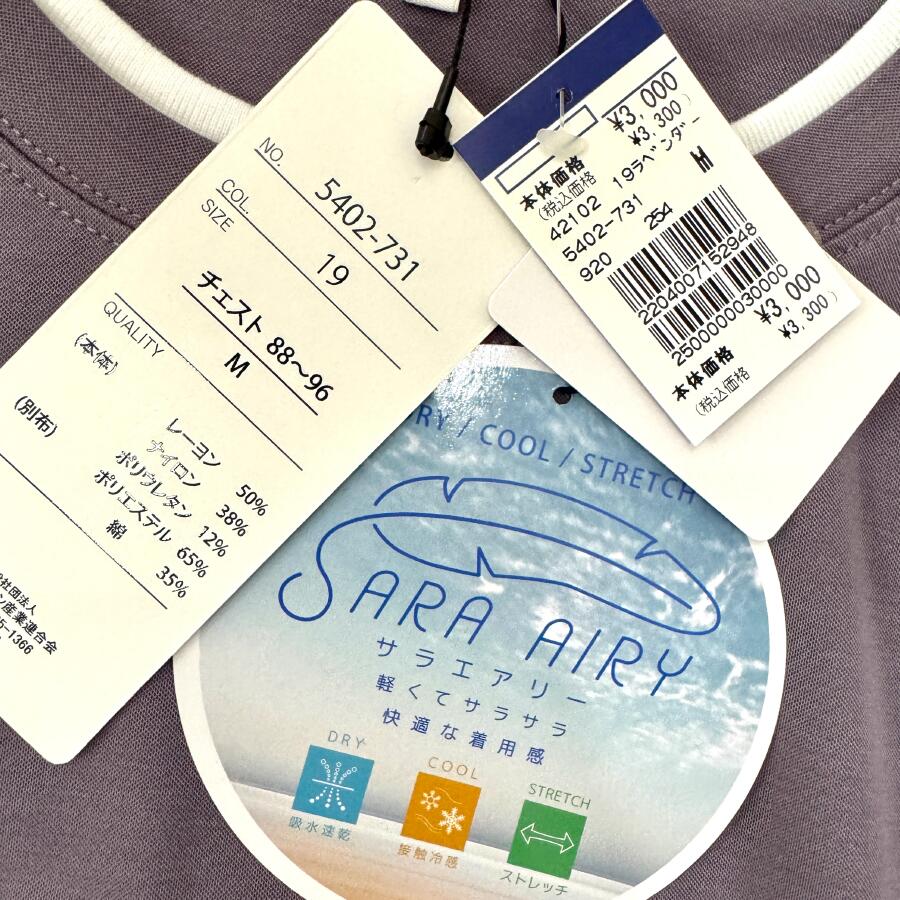 NO.
5402-731
COL.
19
SIZE
チェスト 88～96
M
QUALITY
(本体)
レーヨン 50%
ナイロン 38%
ポリウレタン 12%
(別布)
ポリエステル 65%
綿 35%
社団法人
ン産業連合会
5-1366
¥3,000
¥3,300)
本体価格
(税込価格
42102 19ラベンダー
5402-731 M
920 284
2204007152948
2500000030000
¥3,000
¥3,300)
本体価格
(税込価格
DRY / COOL / STRETCH
SARA AIRY
サラエアリー
軽くてサラサラ
快適な着用感
DRY
吸水速乾
COOL
接触冷感
STRETCH
ストレッチ